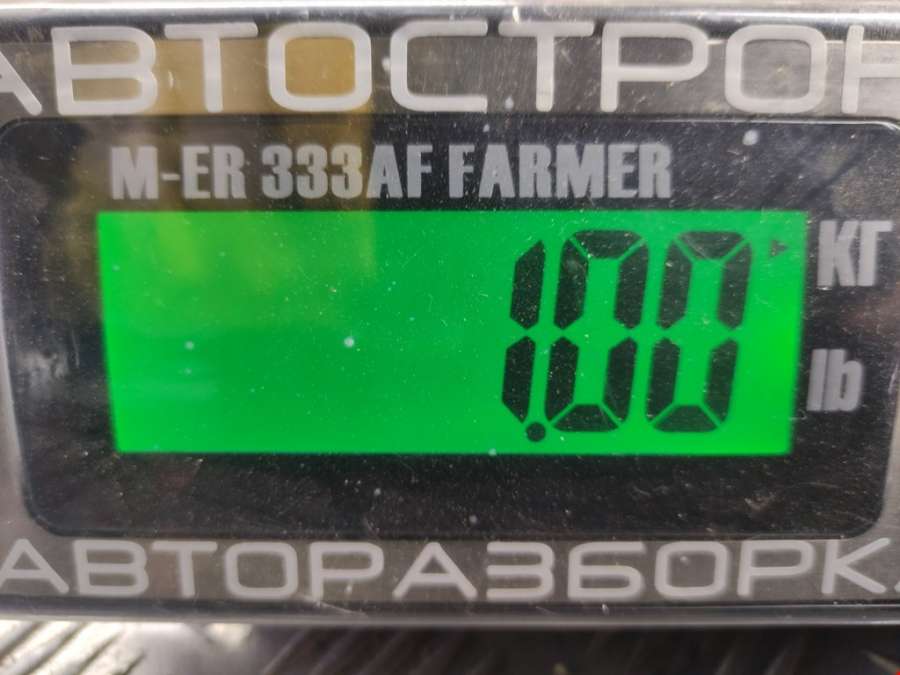 АВТОСТРОН
M-ER 333AF FARMER
1.00
КГ
lb
АВТОРАЗБОРКА